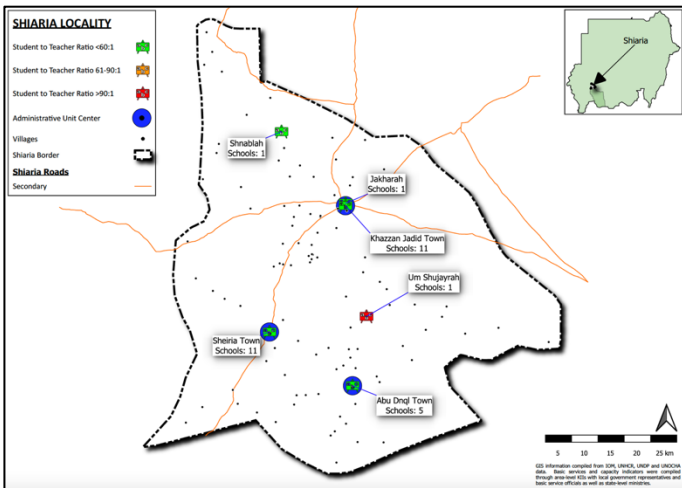 SHIARIA LOCALITY
Student to Teacher Ratio <60:1
Student to Teacher Ratio 61-90:1
Student to Teacher Ratio >90:1
Administrative Unit Center
Villages
Shiaria Border
Shiaria Roads
Secondary
Shiaria
Shnablah
Schools: 1
Jakharah
Schools: 1
Khazzan Jadid Town
Schools: 11
Um Shujayrah
Schools: 1
Sheiria Town
Schools: 11
Abu Dnql Town
Schools: 5
5 10 15 20 25 km
GIS information compiled from IOM, UNHCR, UNDP and UNOCHA
data. Basic services and capacity indicators were compiled
through area-level KIIs with local government representatives and
basic service officials as well as state-level ministries.